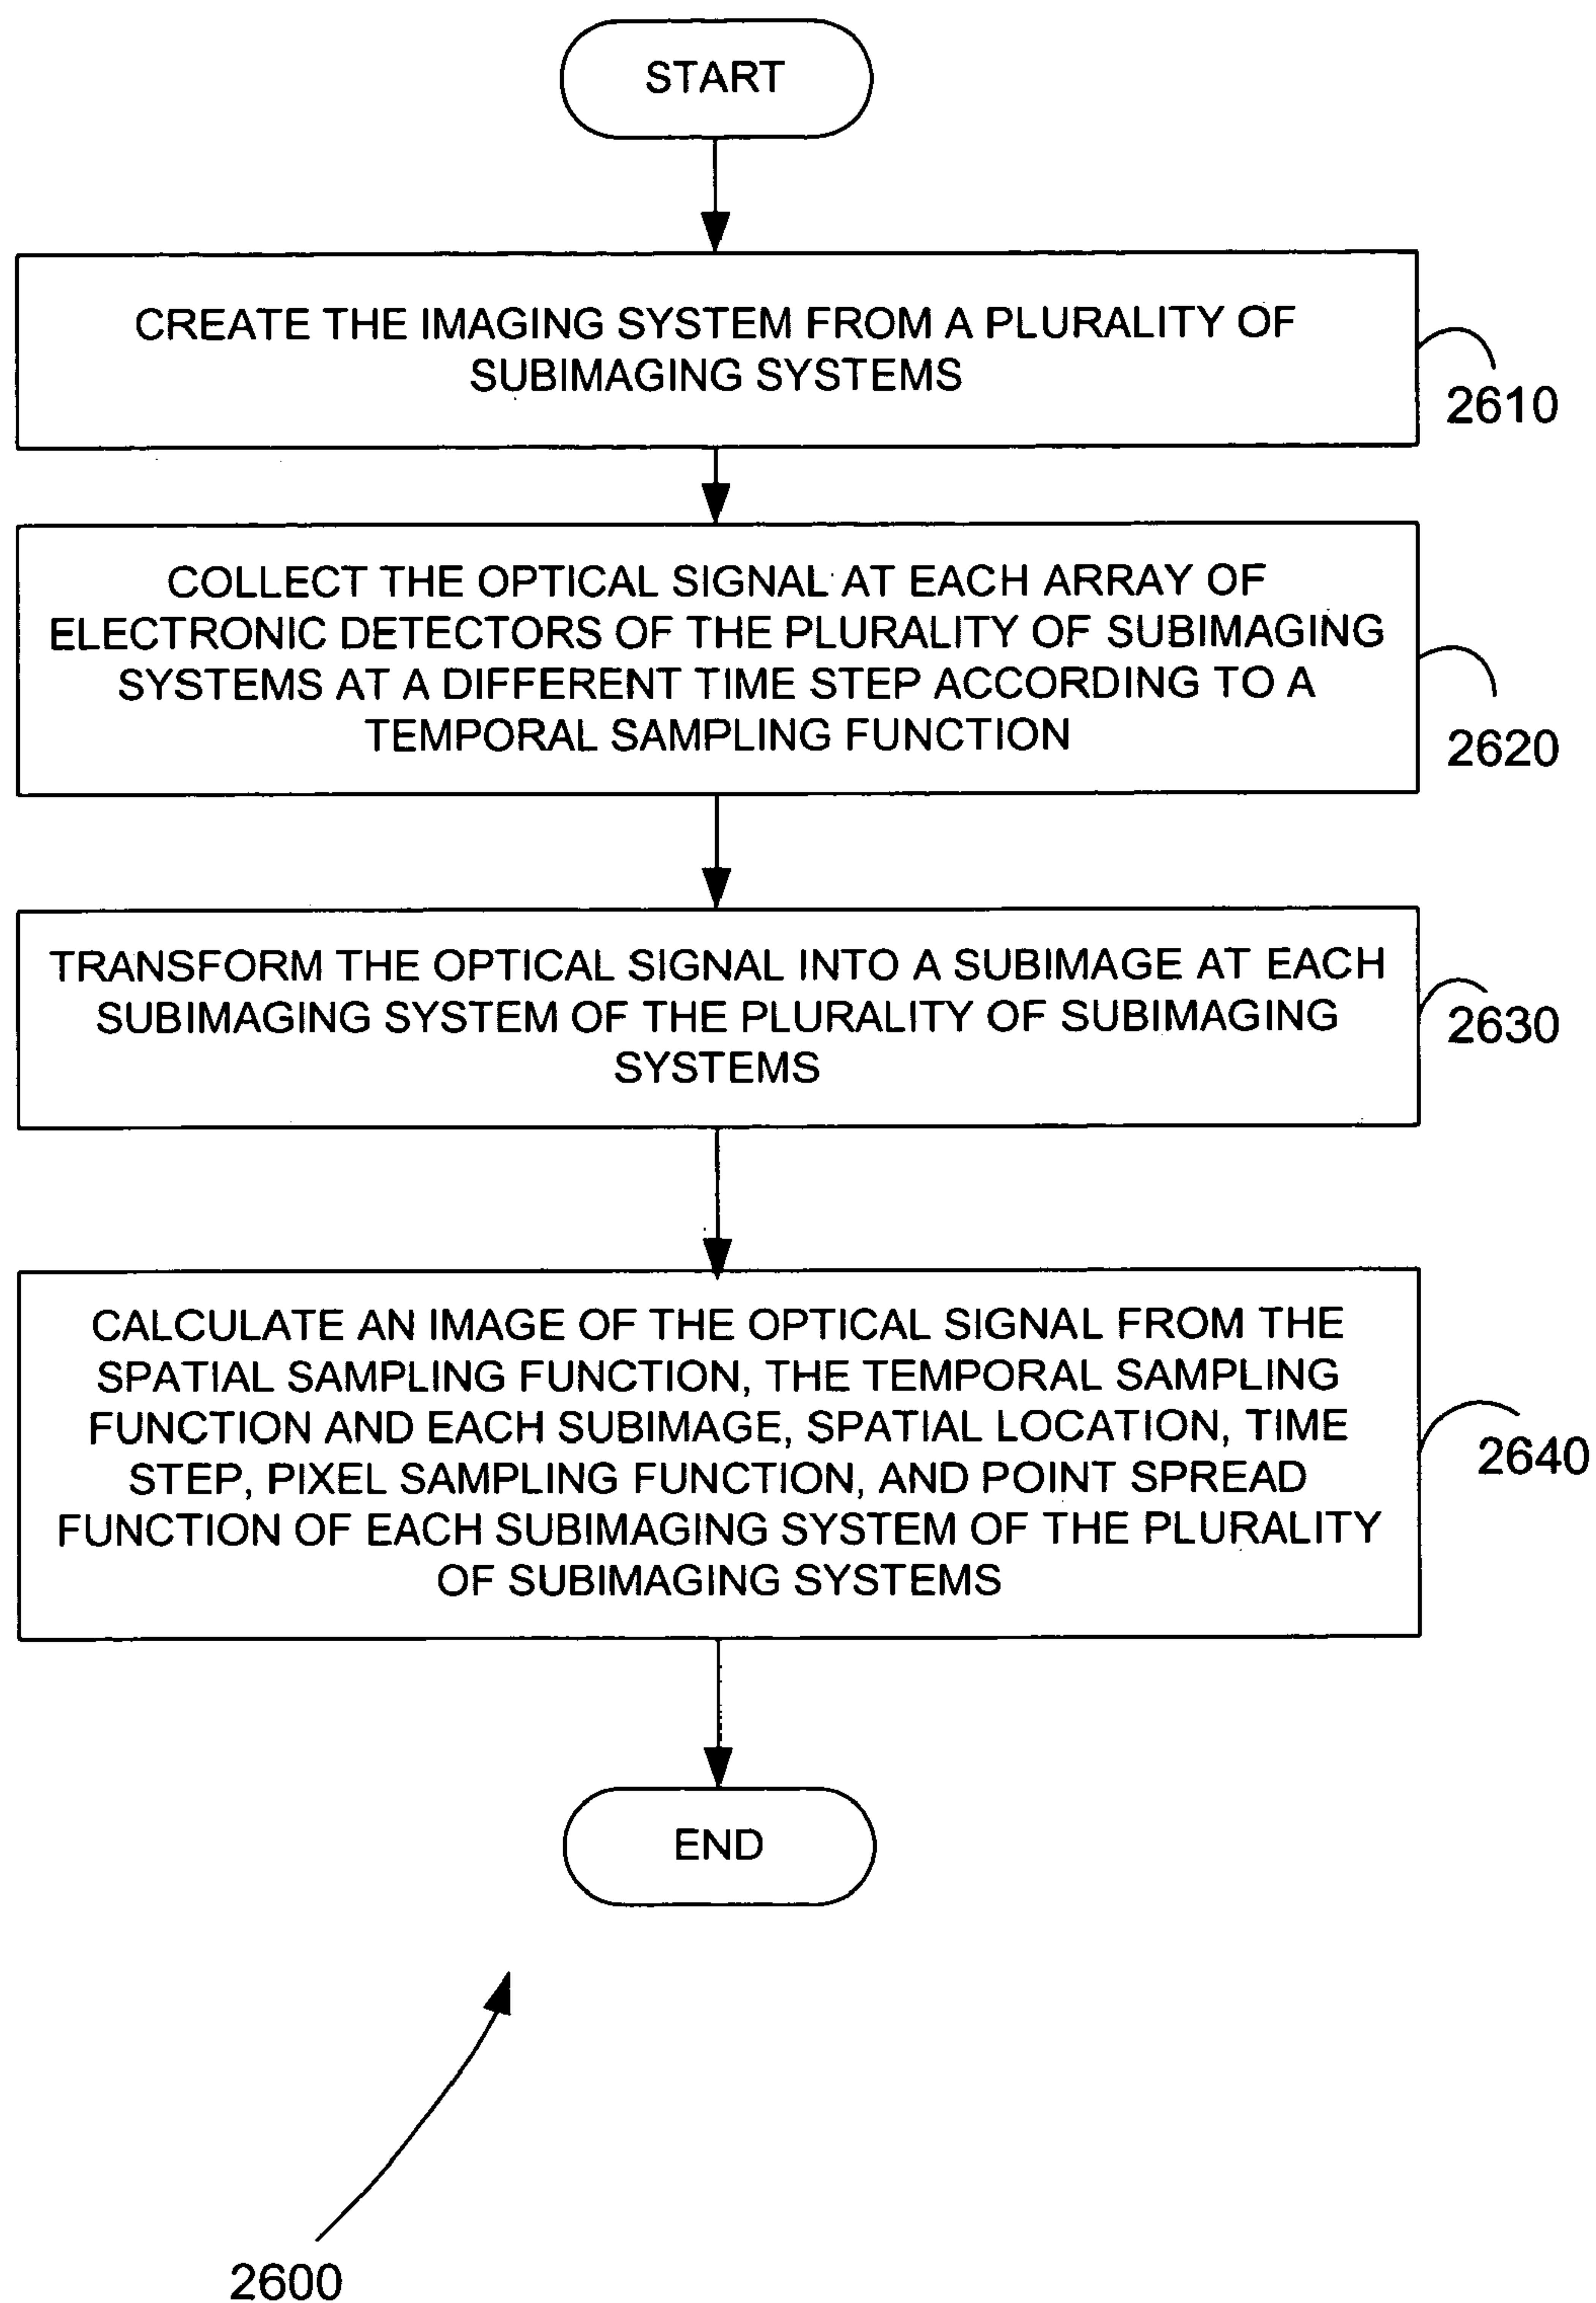 START
CREATE THE IMAGING SYSTEM FROM A PLURALITY OF
SUBIMAGING SYSTEMS
2610
COLLECT THE OPTICAL SIGNAL AT EACH ARRAY OF
ELECTRONIC DETECTORS OF THE PLURALITY OF SUBIMAGING
SYSTEMS AT A DIFFERENT TIME STEP ACCORDING TO A
TEMPORAL SAMPLING FUNCTION
2620
TRANSFORM THE OPTICAL SIGNAL INTO A SUBIMAGE AT EACH
SUBIMAGING SYSTEM OF THE PLURALITY OF SUBIMAGING
SYSTEMS
2630
CALCULATE AN IMAGE OF THE OPTICAL SIGNAL FROM THE
SPATIAL SAMPLING FUNCTION, THE TEMPORAL SAMPLING
FUNCTION AND EACH SUBIMAGE, SPATIAL LOCATION, TIME
STEP, PIXEL SAMPLING FUNCTION, AND POINT SPREAD
FUNCTION OF EACH SUBIMAGING SYSTEM OF THE PLURALITY
OF SUBIMAGING SYSTEMS
2640
END
2600